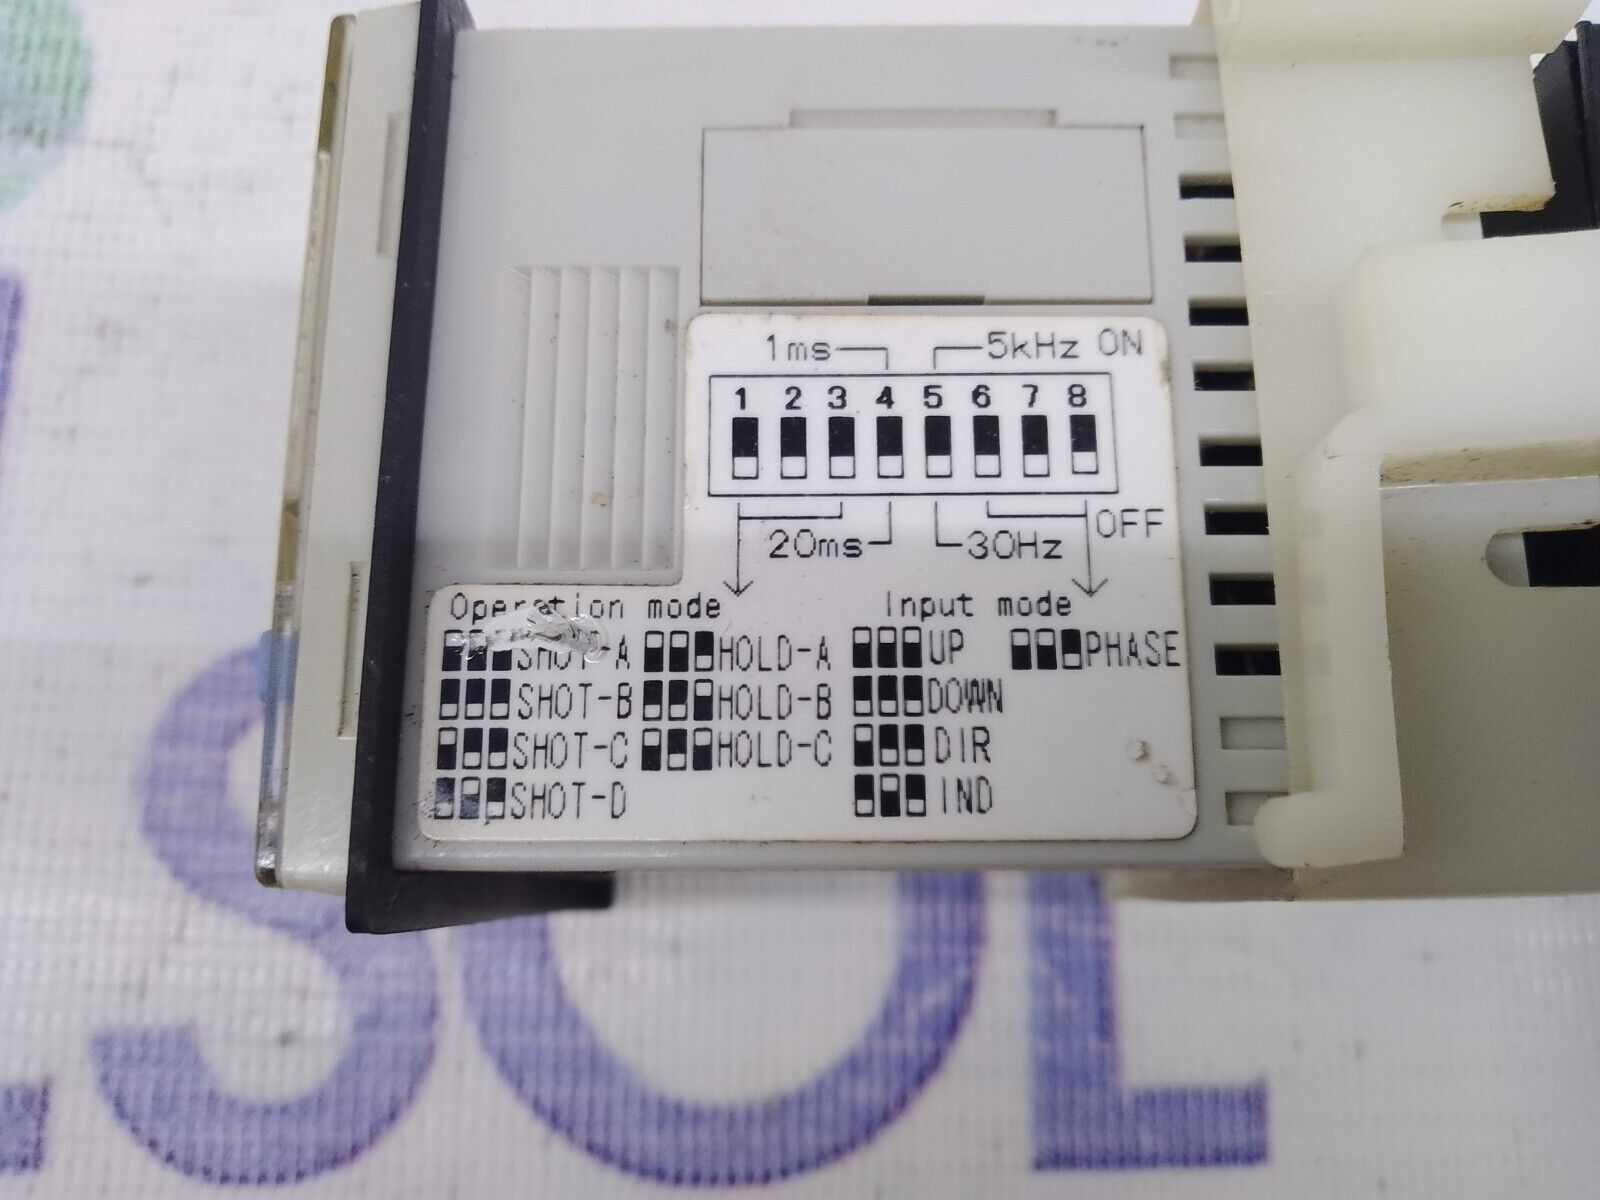 1ms 5kHz ON
1 2 3 4 5 6 7 8
20ms 30Hz OFF
Operation mode Input mode
SHOT-A HOLD-A UP PHASE
SHOT-B HOLD-B DOWN
SHOT-C HOLD-C DIR
SHOT-D IND
SOL